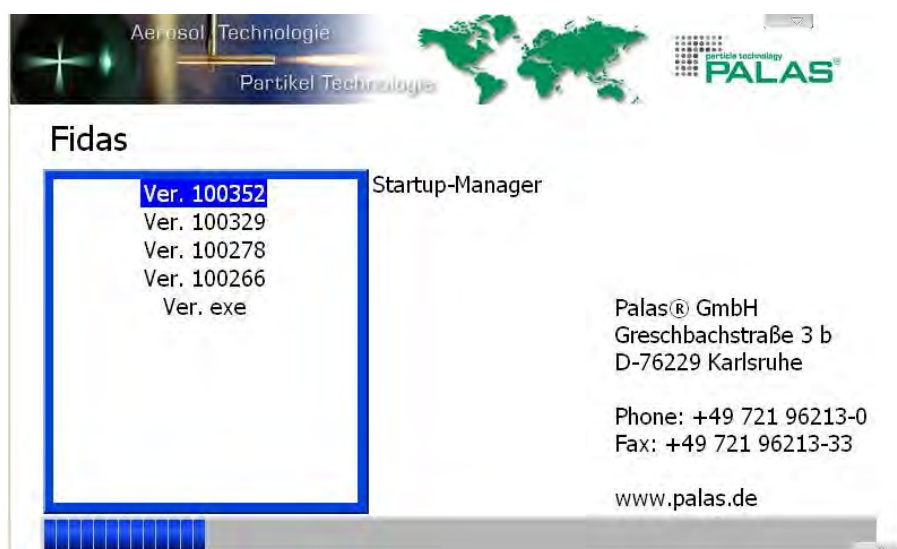 Aerosol Technologie
Partikel Technologie
particle technology
PALAS®
Fidas
Ver. 100352
Ver. 100329
Ver. 100278
Ver. 100266
Ver. exe
Startup-Manager
Palas® GmbH
Greschbachstraße 3 b
D-76229 Karlsruhe
Phone: +49 721 96213-0
Fax: +49 721 96213-33
www.palas.de